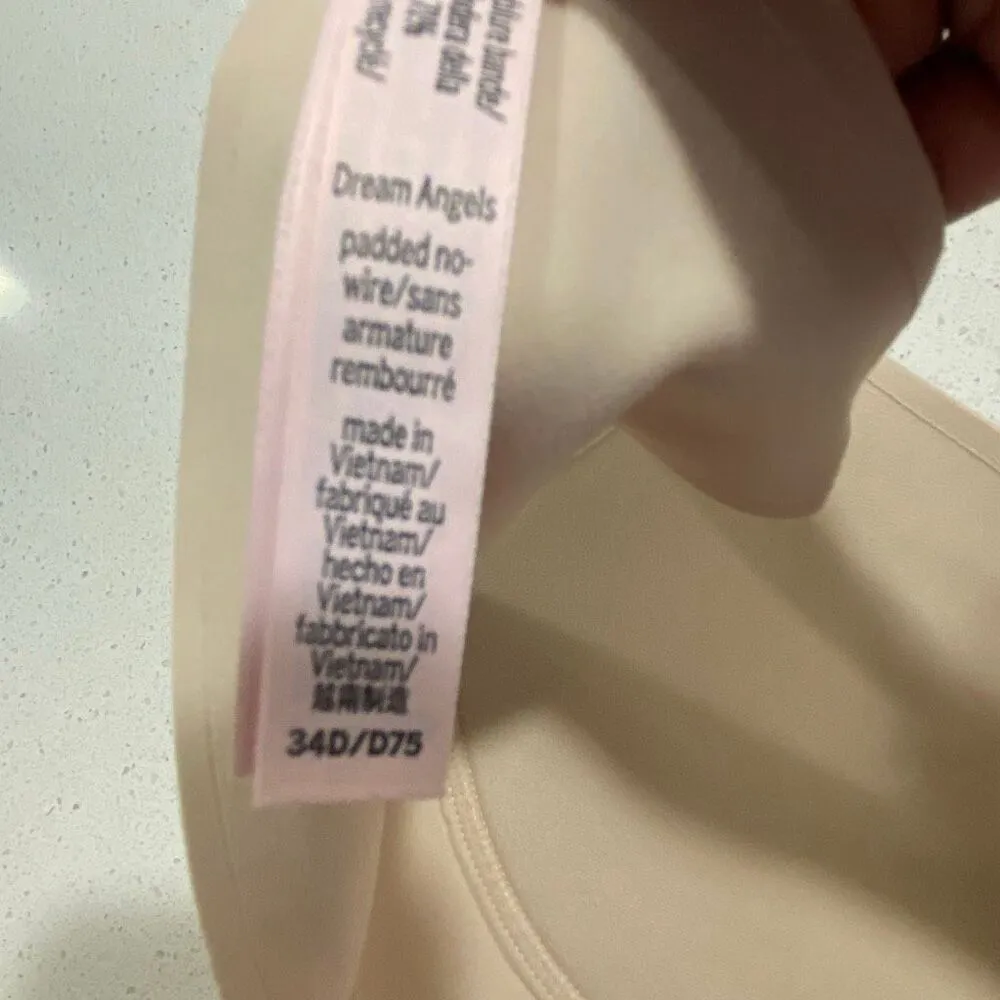 7%
Dream Angels
padded no-
wire/sans
armature
rembourré
made in
Vietnam/
fabriqué au
Vietnam/
hecho en
Vietnam/
fabbricato in
Vietnam/
越南制造
34D/D75